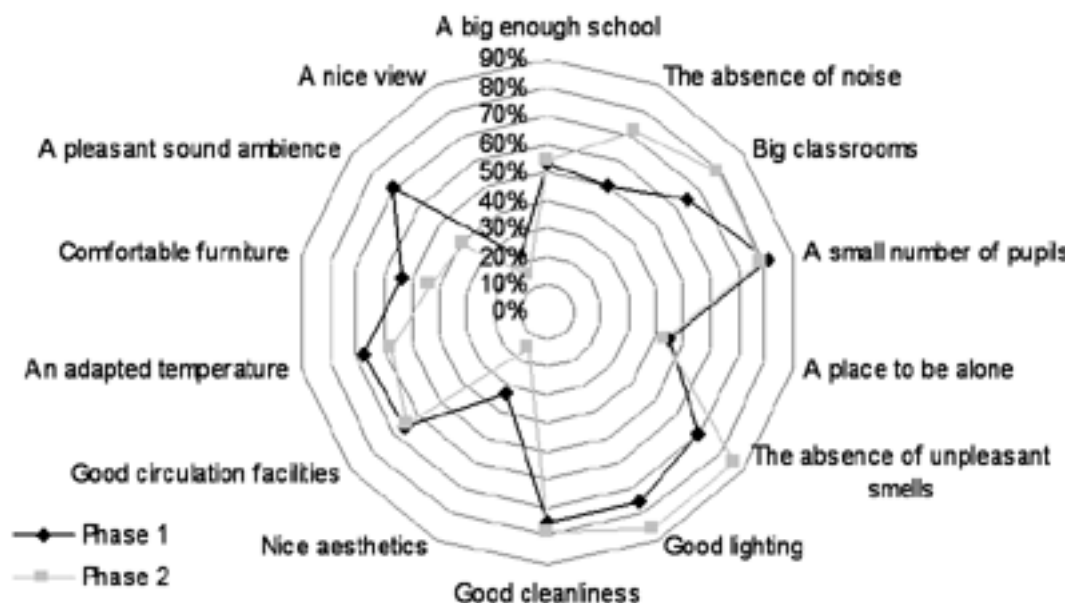 A big enough school
90%
A nice view
The absence of noise
80%
70%
A pleasant sound ambience
60%
Big classrooms
50%
40%
Comfortable furniture
30%
A small number of pupils
20%
10%
0%
An adapted temperature
A place to be alone
Good circulation facilities
The absence of unpleasant
smells
Phase 1
Nice aesthetics
Good lighting
Phase 2
Good cleanliness